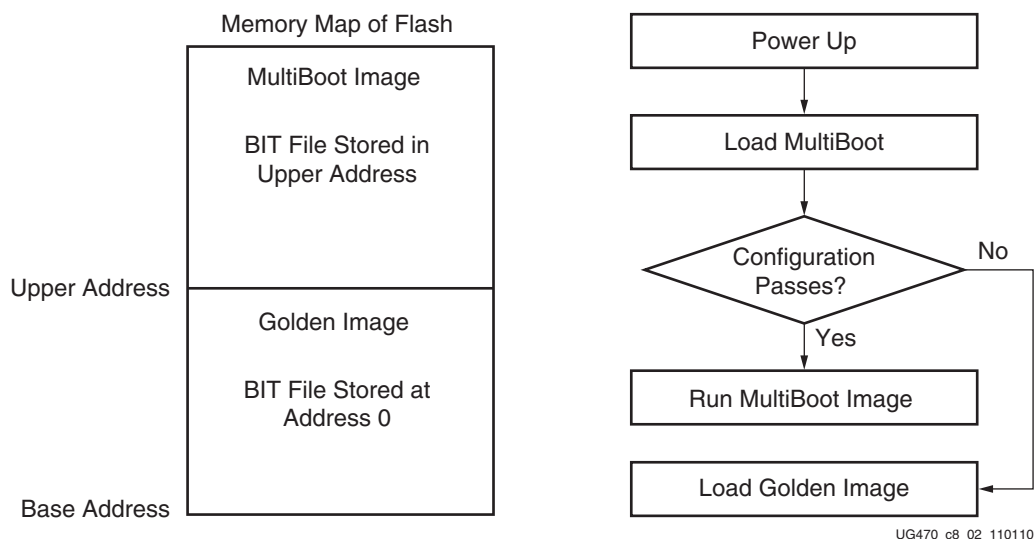 Memory Map of Flash
MultiBoot Image
BIT File Stored in
Upper Address
Upper Address
Golden Image
BIT File Stored at
Address 0
Base Address
Power Up
Load MultiBoot
Configuration
Passes?
No
Yes
Run MultiBoot Image
Load Golden Image
UG470_c8_02_110110